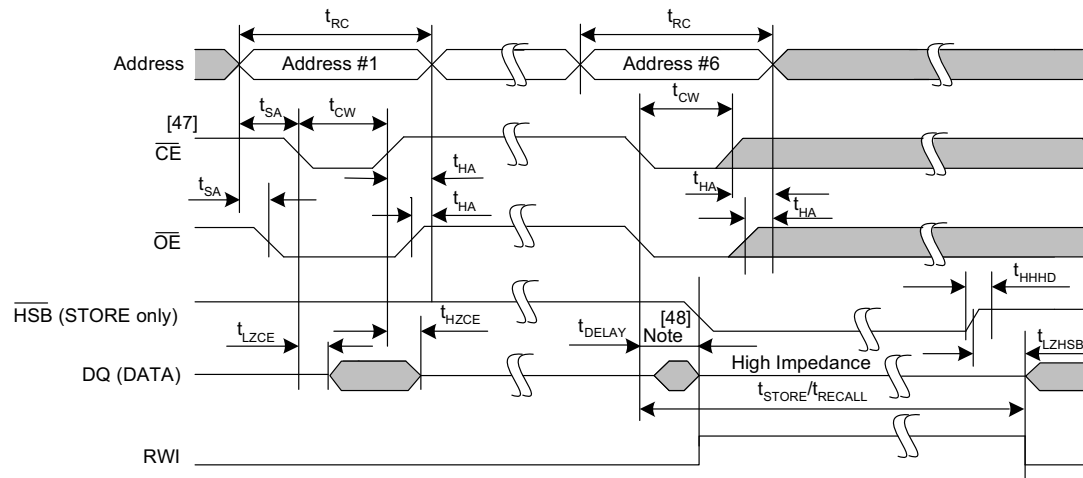 tRC tRC
Address Address #1 Address #6
tSA tCW tCW
[47]
CE
tHA
tSA tHA tHA
tHA
OE
tHHHD
HSB (STORE only) tHZCE [48]
tLZCE tDELAY Note tLZHSB
High Impedance
DQ (DATA)
tSTORE/tRECALL
RWI